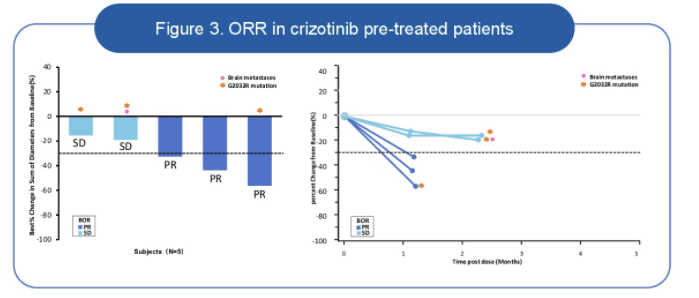 Figure 3. ORR in crizotinib pre-treated patients
Best% Change in Sum of Diameters from Baseline(%)
40
20
0
-20
-40
-60
-80
-100
Brain metastases
G2032R mutation
SD
SD
PR
PR
PR
BOR
PR
SD
Subjects (N=5)
percent Change from Baseline(%)
40
20
0
-20
-40
-60
-80
-100
Brain metastases
G2032R mutation
BOR
PR
SD
0
1
2
3
4
5
Time post dose (Months)